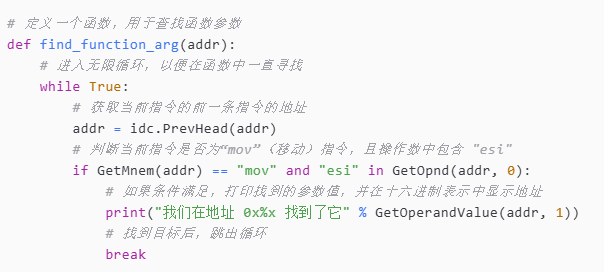 # 定义一个函数，用于查找函数参数
def find_function_arg(addr):
    # 进入无限循环，以便在函数中一直寻找
    while True:
        # 获取当前指令的前一条指令的地址
        addr = idc.PrevHead(addr)
        # 判断当前指令是否为“mov”（移动）指令，且操作数中包含 "esi"
        if GetMnem(addr) == "mov" and "esi" in GetOpnd(addr, 0):
            # 如果条件满足，打印找到的参数值，并在十六进制表示中显示地址
            print("我们在地址 0x%x 找到了它" % GetOperandValue(addr, 1))
            # 找到目标后，跳出循环
            break